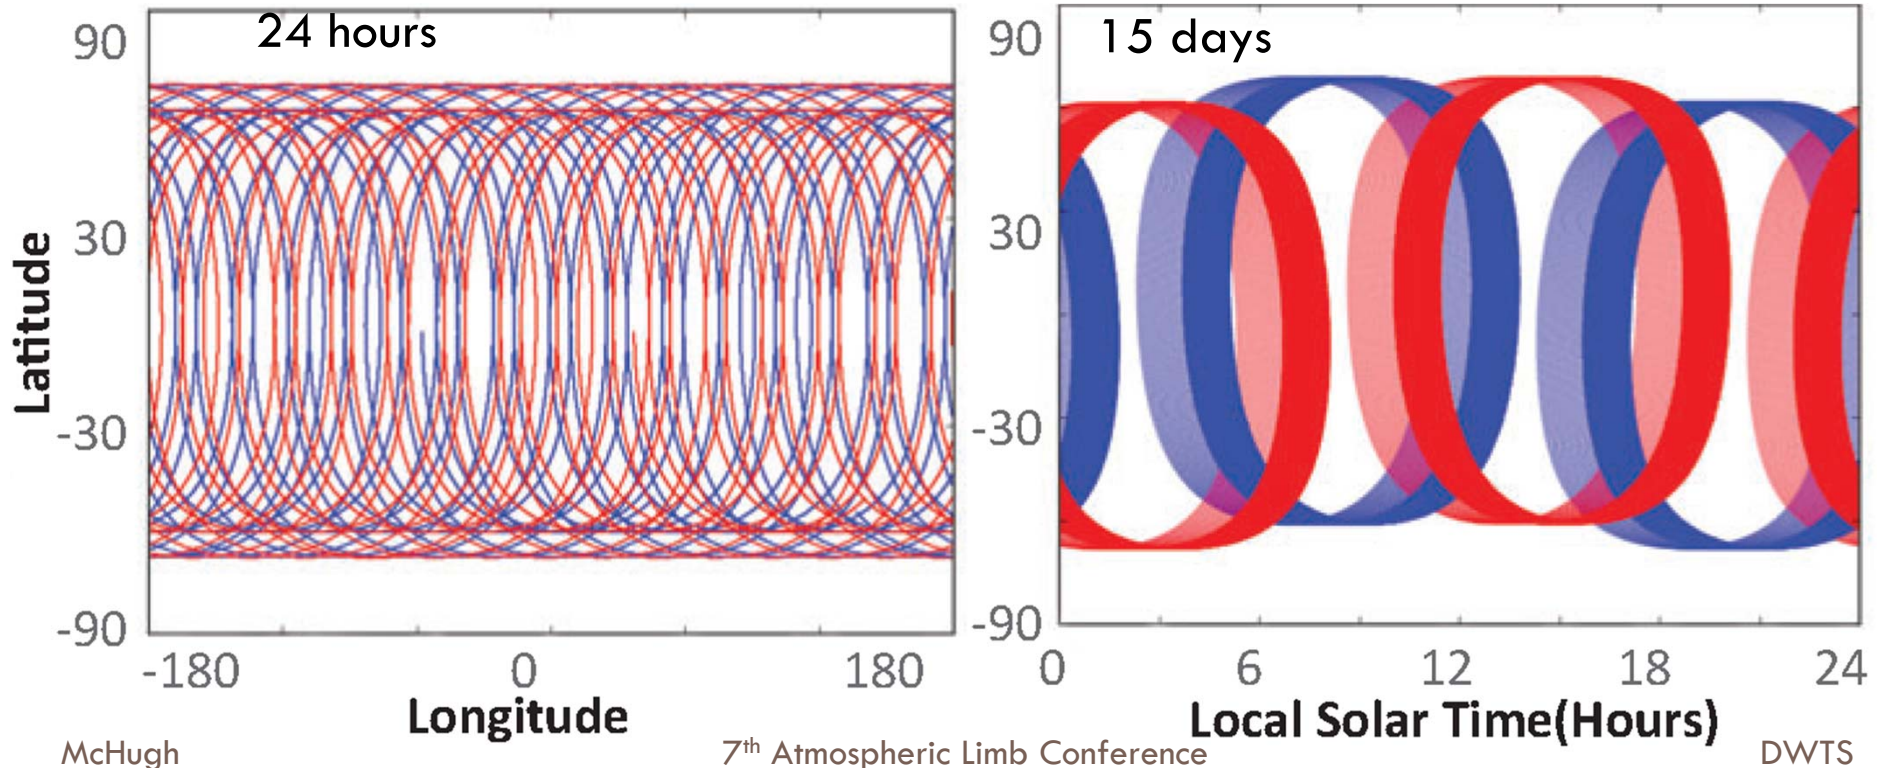 24 hours
90
30
-30
-90
Latitude
-180 0 180
Longitude
15 days
90
30
-30
-90
0 6 12 18 24
Local Solar Time(Hours)
McHugh 7th Atmospheric Limb Conference DWTS